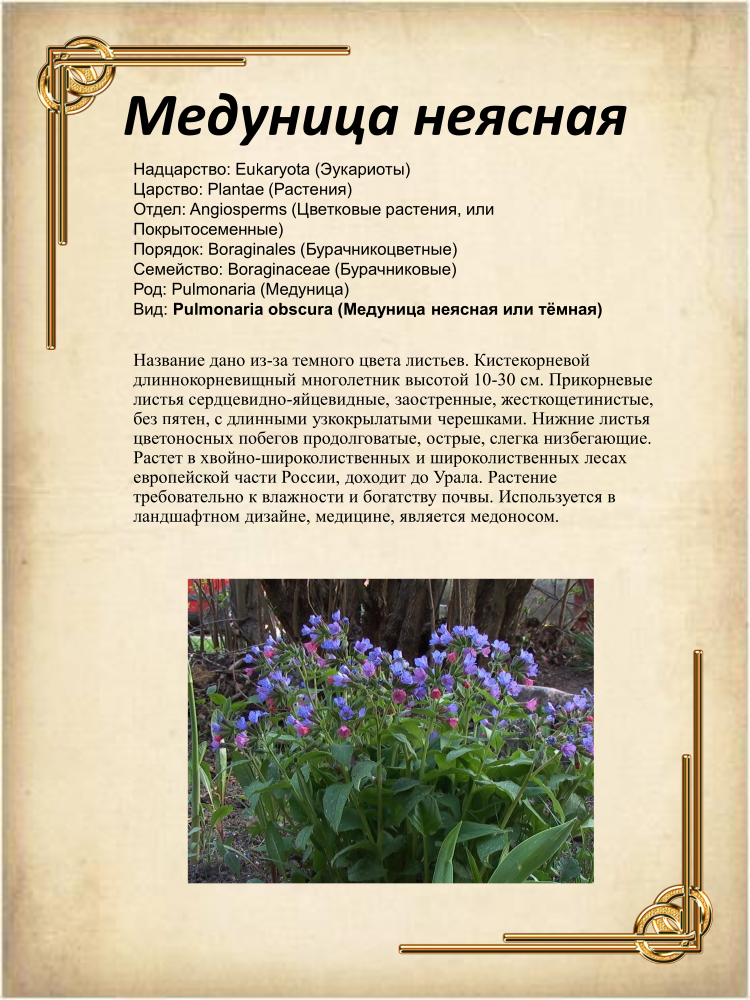 Медуница неясная
Надцарство: Eukaryota (Эукариоты)
Царство: Plantae (Растения)
Отдел: Angiosperms (Цветковые растения, или
Покрытосеменные)
Порядок: Boraginales (Бурачникоцветные)
Семейство: Boraginaceae (Бурачниковые)
Род: Pulmonaria (Медуница)
Вид: Pulmonaria obscura (Медуница неясная или тёмная)
Название дано из-за темного цвета листьев. Кистекорневой
длиннокорневищный многолетник высотой 10-30 см. Прикорневые
листья сердцевидно-яйцевидные, заостренные, жесткощетинистые,
без пятен, с длинными узкокрылатыми черешками. Нижние листья
цветоносных побегов продолговатые, острые, слегка низбегающие.
Растет в хвойно-широколиственных и широколиственных лесах
европейской части России, доходит до Урала. Растение
требовательно к влажности и богатству почвы. Используется в
ландшафтном дизайне, медицине, является медоносом.